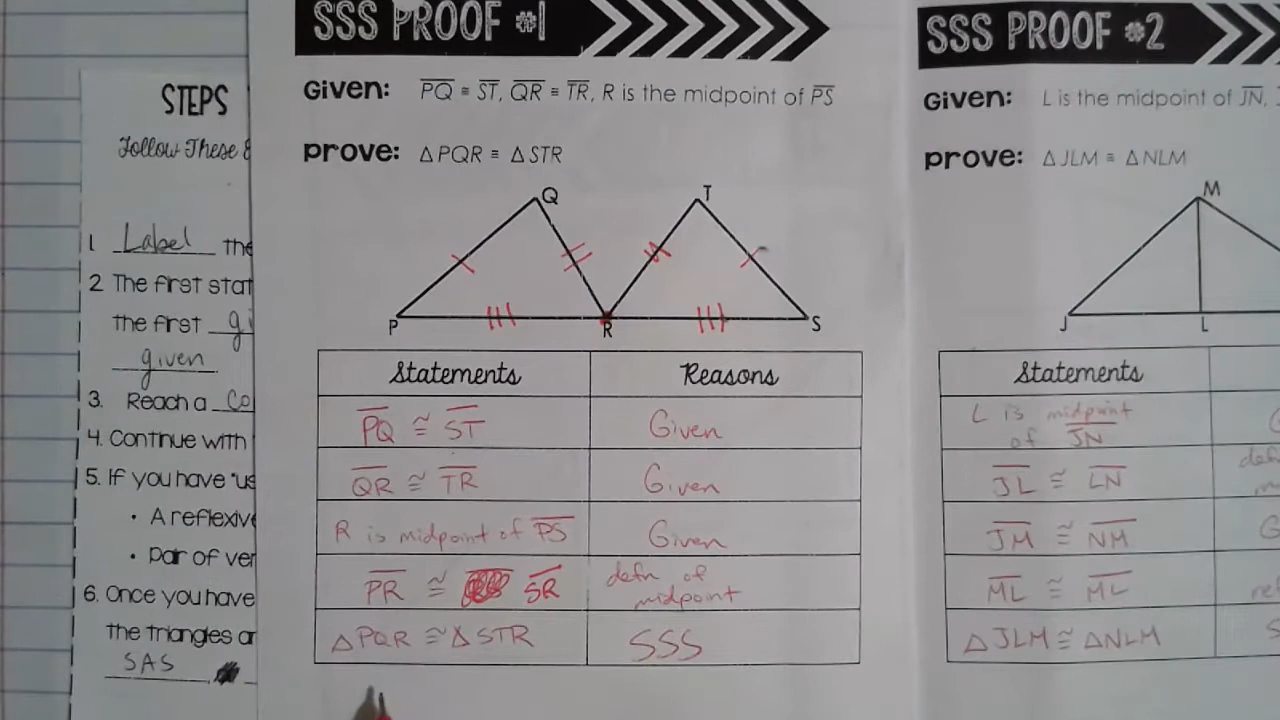 STEPS
Follow These
1. Label the
2. The first stat
the first gi
given
3. Reach a co
4. Continue with
5. If you have "us
• A reflexive
• Pair of ver
6. Once you have
the triangles ar
SAS
SSS PROOF #1
Given: PQ ≅ ST, QR ≅ TR, R is the midpoint of PS
Prove: △PQR ≅ △STR
Q T
P R S
Statements Reasons
PQ ≅ ST Given
QR ≅ TR Given
R is midpoint of PS Given
PR ≅ SR defn of
midpoint
△PQR ≅ △STR SSS
SSS PROOF #2
Given: L is the midpoint of JN,
Prove: △JLM ≅ △NLM
M
J L
Statements
L is midpoint
of JN
JL ≅ LN
JM ≅ NM
ML ≅ ML
△JLM ≅ △NLM